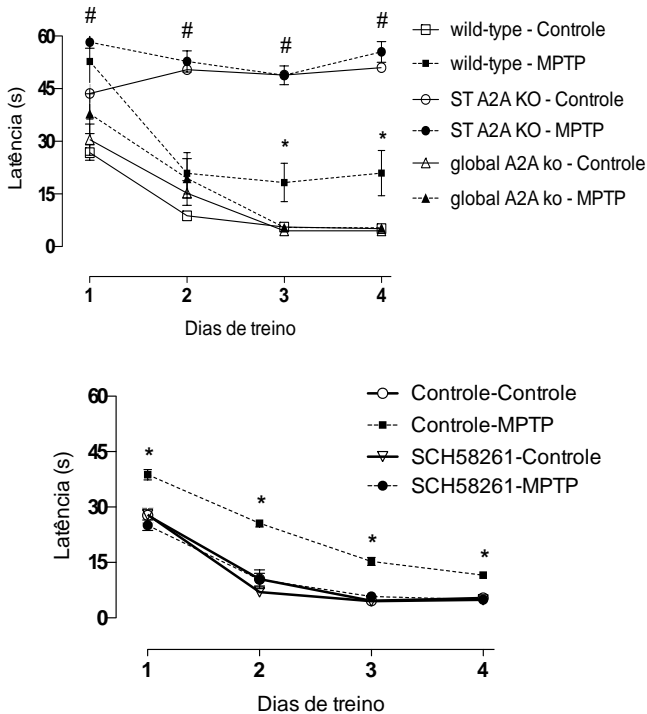 # # # #
60
45
30
15
0
* *
Latência (s)
1 2 3 4
Dias de treino
wild-type - Controle
wild-type - MPTP
ST A2A KO - Controle
ST A2A KO - MPTP
global A2A ko - Controle
global A2A ko - MPTP
60
45
30
15
0
* * * *
Latência (s)
1 2 3 4
Dias de treino
Controle-Controle
Controle-MPTP
SCH58261-Controle
SCH58261-MPTP